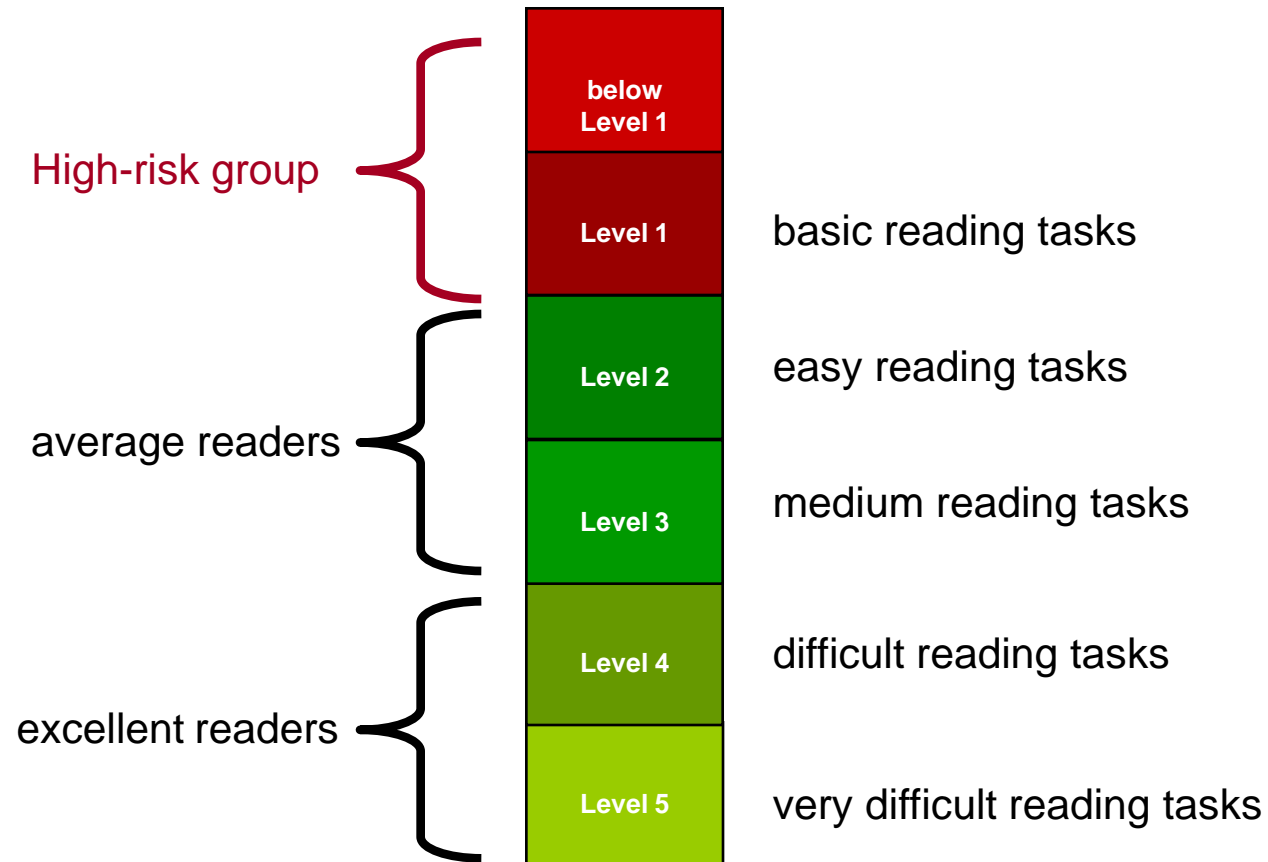 below
Level 1
High-risk group
Level 1
basic reading tasks
Level 2
easy reading tasks
average readers
Level 3
medium reading tasks
Level 4
difficult reading tasks
excellent readers
Level 5
very difficult reading tasks